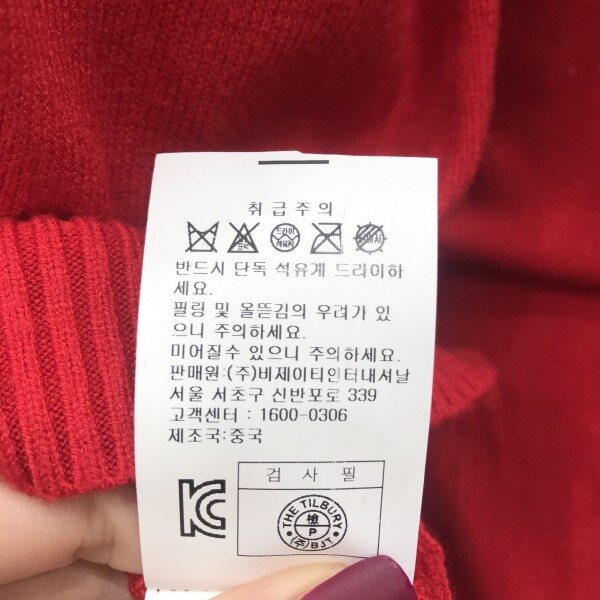 취급주의
드라이
석유계
반드시 단독 석유계 드라이하
세요.
필링 및 올뜯김의 우려가 있
으니 주의하세요.
미어질수 있으니 주의하세요.
판매원:(주)비제이티인터내셔날
서울 서초구 신반포로 339
고객센터 : 1600-0306
제조국:중국
검 사 필
THE TILBURY
檢
P
(주)BJT.